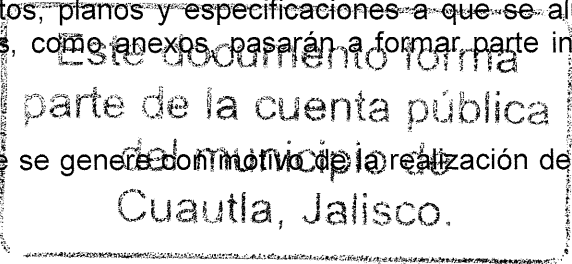 tos, planos y especificaciones a que se al
s, como anexos, pasarán a formar parte in
Este documento forma
parte de la cuenta pública
e se genere con motivo de la realización de
del municipio de
Cuautla, Jalisco.